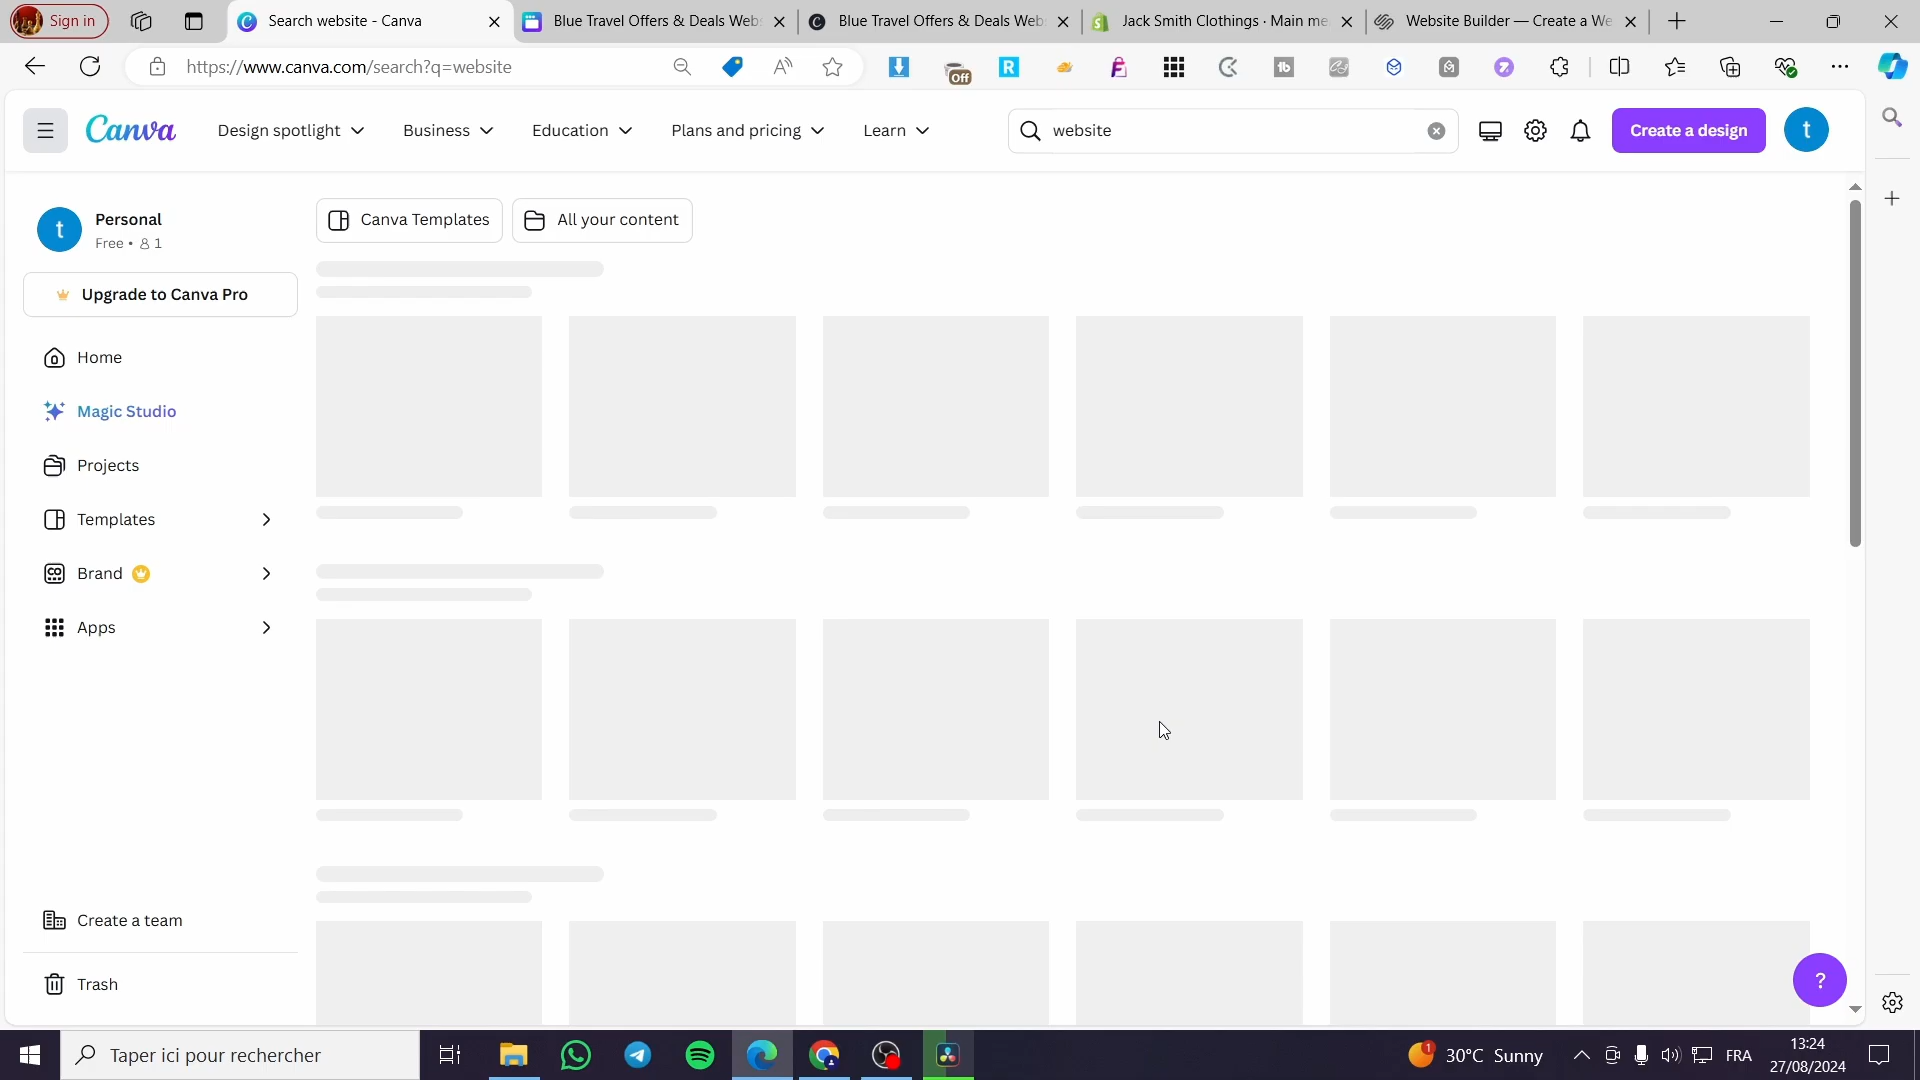 Sign in
Search website - Canva
Blue Travel Offers & Deals Web
Blue Travel Offers & Deals Web
Jack Smith Clothings · Main me
Website Builder — Create a We
https://www.canva.com/search?q=website
Off
Canva
Design spotlight
Business
Education
Plans and pricing
Learn
website
Create a design
t
t
Personal
Free • 1
Upgrade to Canva Pro
Canva Templates
All your content
Home
Magic Studio
Projects
Templates
Brand
Apps
Create a team
Trash
?
Taper ici pour rechercher
1
30°C Sunny
FRA
13:24
27/08/2024